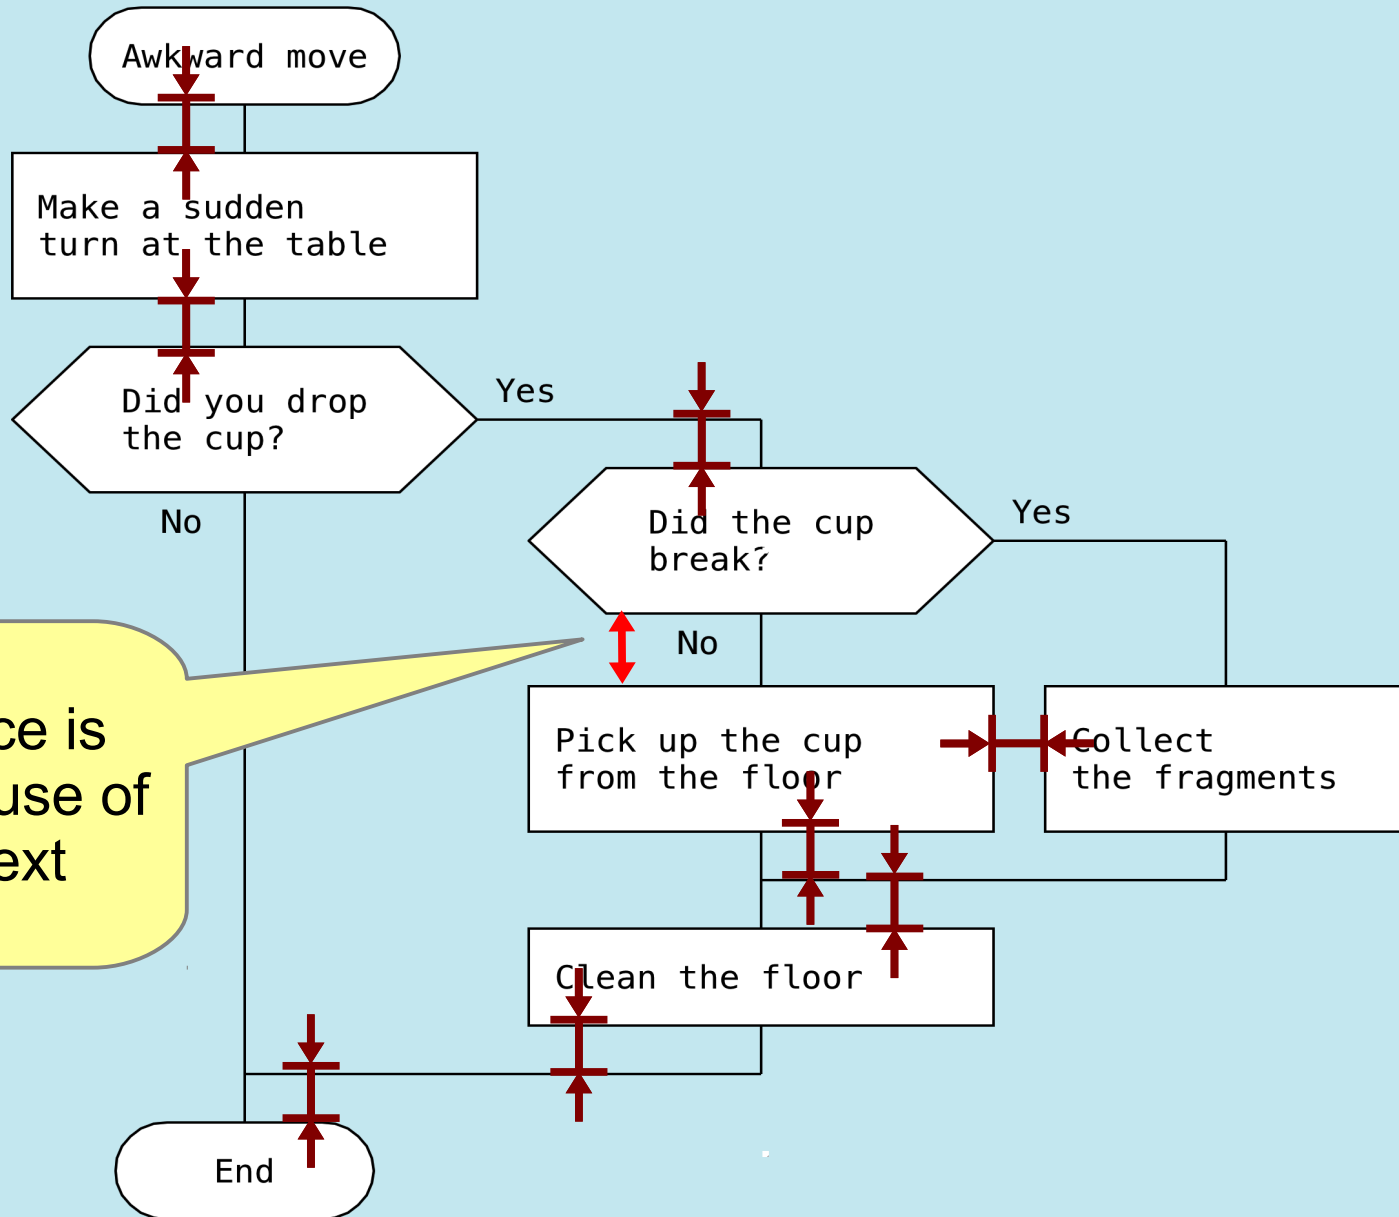 Awkward move
Make a sudden
turn at the table
Did you drop
the cup?
Yes
No
Did the cup
break?
Yes
No
ce is
use of
ext
Pick up the cup
from the floor
Collect
the fragments
Clean the floor
End